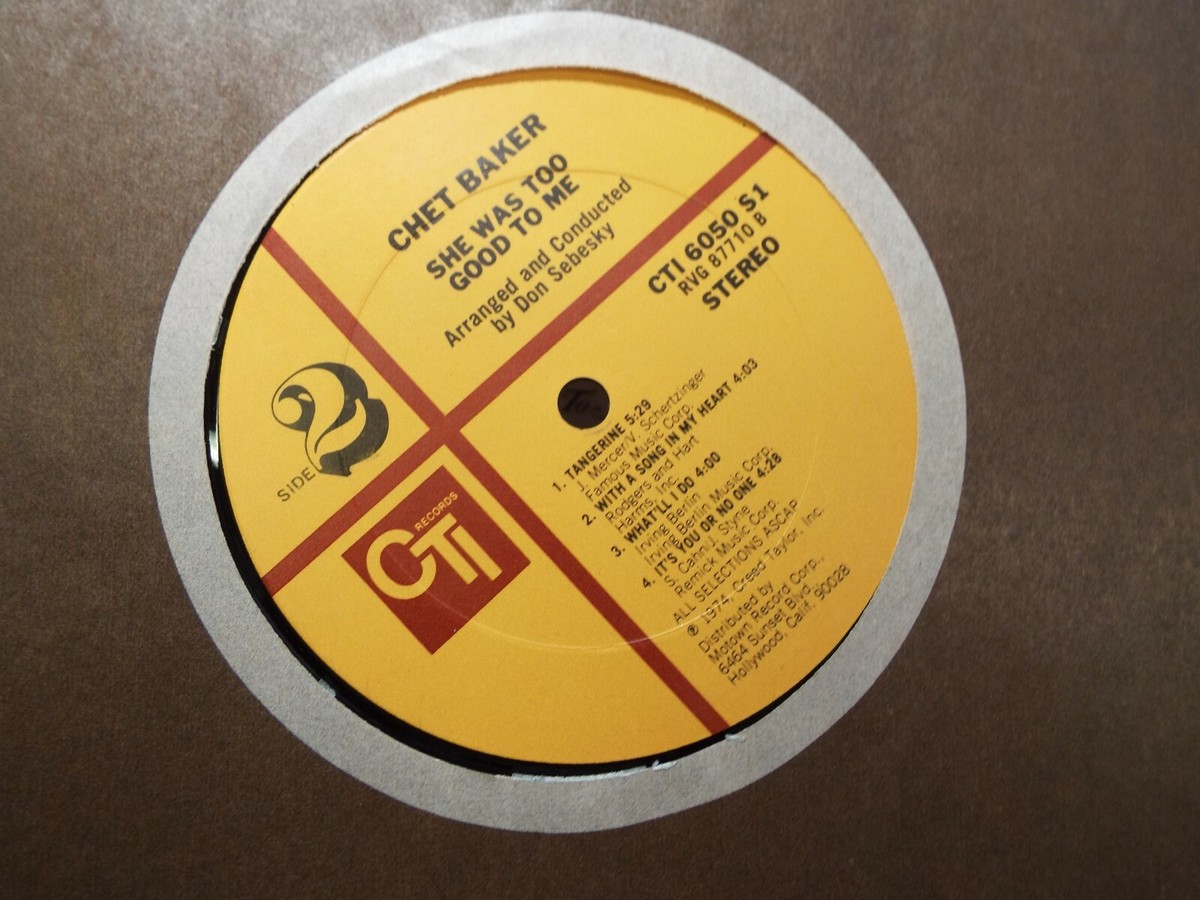 CHET BAKER
SHE WAS TOO
GOOD TO ME
Arranged and Conducted
by Don Sebesky
CTI 6050 S1
RVG 87710 B
STEREO
SIDE 2
CTI RECORDS
1. TANGERINE 5:29
J. Mercer/V. Schertzinger
Famous Music Corp.
2. WITH A SONG IN MY HEART 4:03
Rodgers and Hart
Harms, Inc.
3. WHAT'LL I DO 4:00
Irving Berlin
Irving Berlin Music Corp.
4. IT'S YOU OR NO ONE 4:28
S. Cahn/J. Styne
Remick Music Corp.
ALL SELECTIONS ASCAP
℗ 1974, Creed Taylor, Inc.
Distributed by
Motown Record Corp.,
6464 Sunset Blvd.,
Hollywood, Calif. 90028